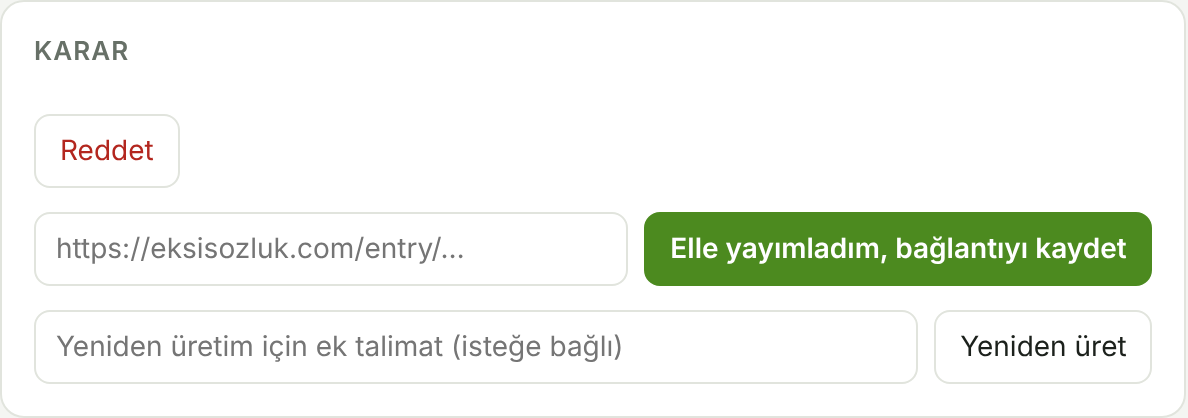 KARAR
Reddet
https://eksisozluk.com/entry/...
Elle yayımladım, bağlantıyı kaydet
Yeniden üretim için ek talimat (isteğe bağlı)
Yeniden üret